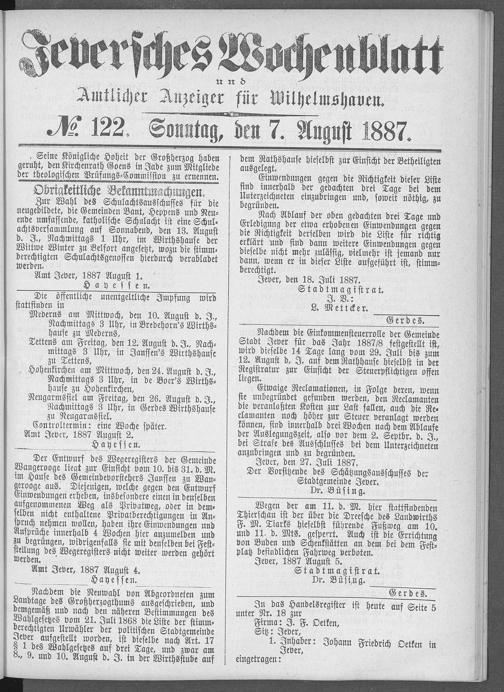 Jeversches Wochenblatt
und
Amtlicher Anzeiger für Wilhelmshaven.
№ 122. Sonntag, den 7. August 1887.
Seine Königliche Hoheit der Großherzog haben
geruht, den Kirchenrath Goens in Jade zum Mitgliede
der theologischen Prüfungs-Commission zu ernennen.
Obrigkeitliche Bekanntmachungen.
Zur Wahl des Schulachtsausschusses für die
neugebildete, die Gemeinden Bant, Heppens und Neu-
ende umfassende, katholische Schulacht ist eine Schul-
achtsversammlung auf Sonnabend, den 13. August
d. J., Nachmittags 1 Uhr, im Wirthshause der
Wittwe Winter zu Belfort angesetzt, wozu die stimm-
berechtigten Schulachtsgenossen hierdurch verabladet
werden.
Amt Jever, 1887 August 1.
Hayessen.
Die öffentliche unentgeltliche Impfung wird
stattfinden in
Mederns am Mittwoch, den 10. August d. J.,
Nachmittags 3 Uhr, in Bredehorn's Wirths-
hause zu Mederns,
Tettens am Freitag, den 12. August d. J., Nach-
mittags 3 Uhr, in Janssen's Wirthshause
zu Tettens,
Hohenkirchen am Mittwoch, den 24. August d. J.,
Nachmittags 3 Uhr, in de Boer's Wirths-
hause zu Hohenkirchen,
Neugarmssiel am Freitag, den 26. August d. J.,
Nachmittags 3 Uhr, in Gerdes Wirthshause
zu Neugarmssiel.
Controltermin: eine Woche später.
Amt Jever, 1887 August 2.
Hayessen.
Der Entwurf des Wegeregisters der Gemeinde
Wangerooge liegt zur Einsicht vom 10. bis 31. d. M.
im Hause des Gemeindevorstehers Janssen zu Wan-
gerooge aus. Diejenigen, welche gegen den Entwurf
Einwendungen erheben, insbesondere einen in denselben
aufgenommenen Weg als Privatweg, oder in dem-
selben nicht enthaltene Privatberechtigungen in An-
spruch nehmen wollen, haben ihre Einwendungen und
Ansprüche innerhalb 4 Wochen hier anzumelden und
zu begründen, widrigenfalls sie mit denselben bei Fest-
stellung des Wegeregisters nicht weiter werden gehört
werden.
Amt Jever, 1887 August 4.
Hayessen.
Nachdem die Neuwahl von Abgeordneten zum
Landtage des Großherzogthums ausgeschrieben, und
demgemäß und nach den näheren Bestimmungen des
Wahlgesetzes vom 21. Juli 1868 die Liste der stimm-
berechtigten Urwähler der politischen Stadtgemeinde
Jever aufgestellt worden, ist dieselbe nach Art. 17
§ 1 des Wahlgesetzes auf drei Tage, und zwar am
8., 9. und 10. August d. J. in der Wirthsstube auf
dem Rathshause hieselbst zur Einsicht der Betheiligten
ausgelegt.
Einwendungen gegen die Richtigkeit dieser Liste
sind innerhalb der gedachten drei Tage bei dem
Unterzeichneten einzubringen und, soweit nöthig, zu
begründen.
Nach Ablauf der oben gedachten drei Tage und
Erledigung der etwa erhobenen Einwendungen gegen
die Richtigkeit derselben wird die Liste für richtig
erklärt und sind dann weitere Einwendungen gegen
dieselbe nicht mehr zulässig, vielmehr ist jemand nur
dann, wenn er in dieser Liste aufgeführt ist, stimm-
berechtigt.
Jever, den 18. Juli 1887.
Stadtmagistrat.
J. V.:
L. Mettcker.
Gerdes.
Nachdem die Einkommensteuerrolle der Gemeinde
Stadt Jever für das Jahr 1887/8 festgestellt ist,
wird dieselbe 14 Tage lang vom 29. Juli bis zum
12. August d. J. auf dem Rathhause hieselbst in der
Registratur zur Einsicht der Steuerpflichtigen offen
liegen.
Etwaige Reclamationen, in Folge deren, wenn
sie unbegründet gefunden werden, den Reclamanten
die veranlaßten Kosten zur Last fallen, auch die Re-
clamanten noch höher zur Steuer veranlagt werden
können, sind innerhalb drei Wochen nach dem Ablaufe
der Auslegungszeit, also vor dem 2. Septbr. d. J.,
bei Strafe des Ausschlusses bei dem Unterzeichneten
anzubringen und zu begründen.
Jever, den 27. Juli 1887.
Der Vorsitzende des Schätzungsausschusses der
Stadtgemeinde Jever.
Dr. Büsing.
Wegen der am 11. d. M. hier stattfindenden
Thierschau ist der über die Dreesche des Landwirths
F. M. Tiarks hieselbst führende Fußweg am 10.
und 11. d. Mts. gesperrt. Auch ist die Errichtung
von Buden und Schenkstätten an dem bei dem Fest-
platz befindlichen Fahrweg verboten.
Jever, 1887 August 5.
Stadtmagistrat.
Dr. Büsing.
Gerdes.
In das Handelsregister ist heute auf Seite 5
unter Nr. 18 zur
Firma: J. F. Oetken,
Sitz: Jever,
1. Inhaber: Johann Friedrich Oetken in
Jever,
eingetragen: